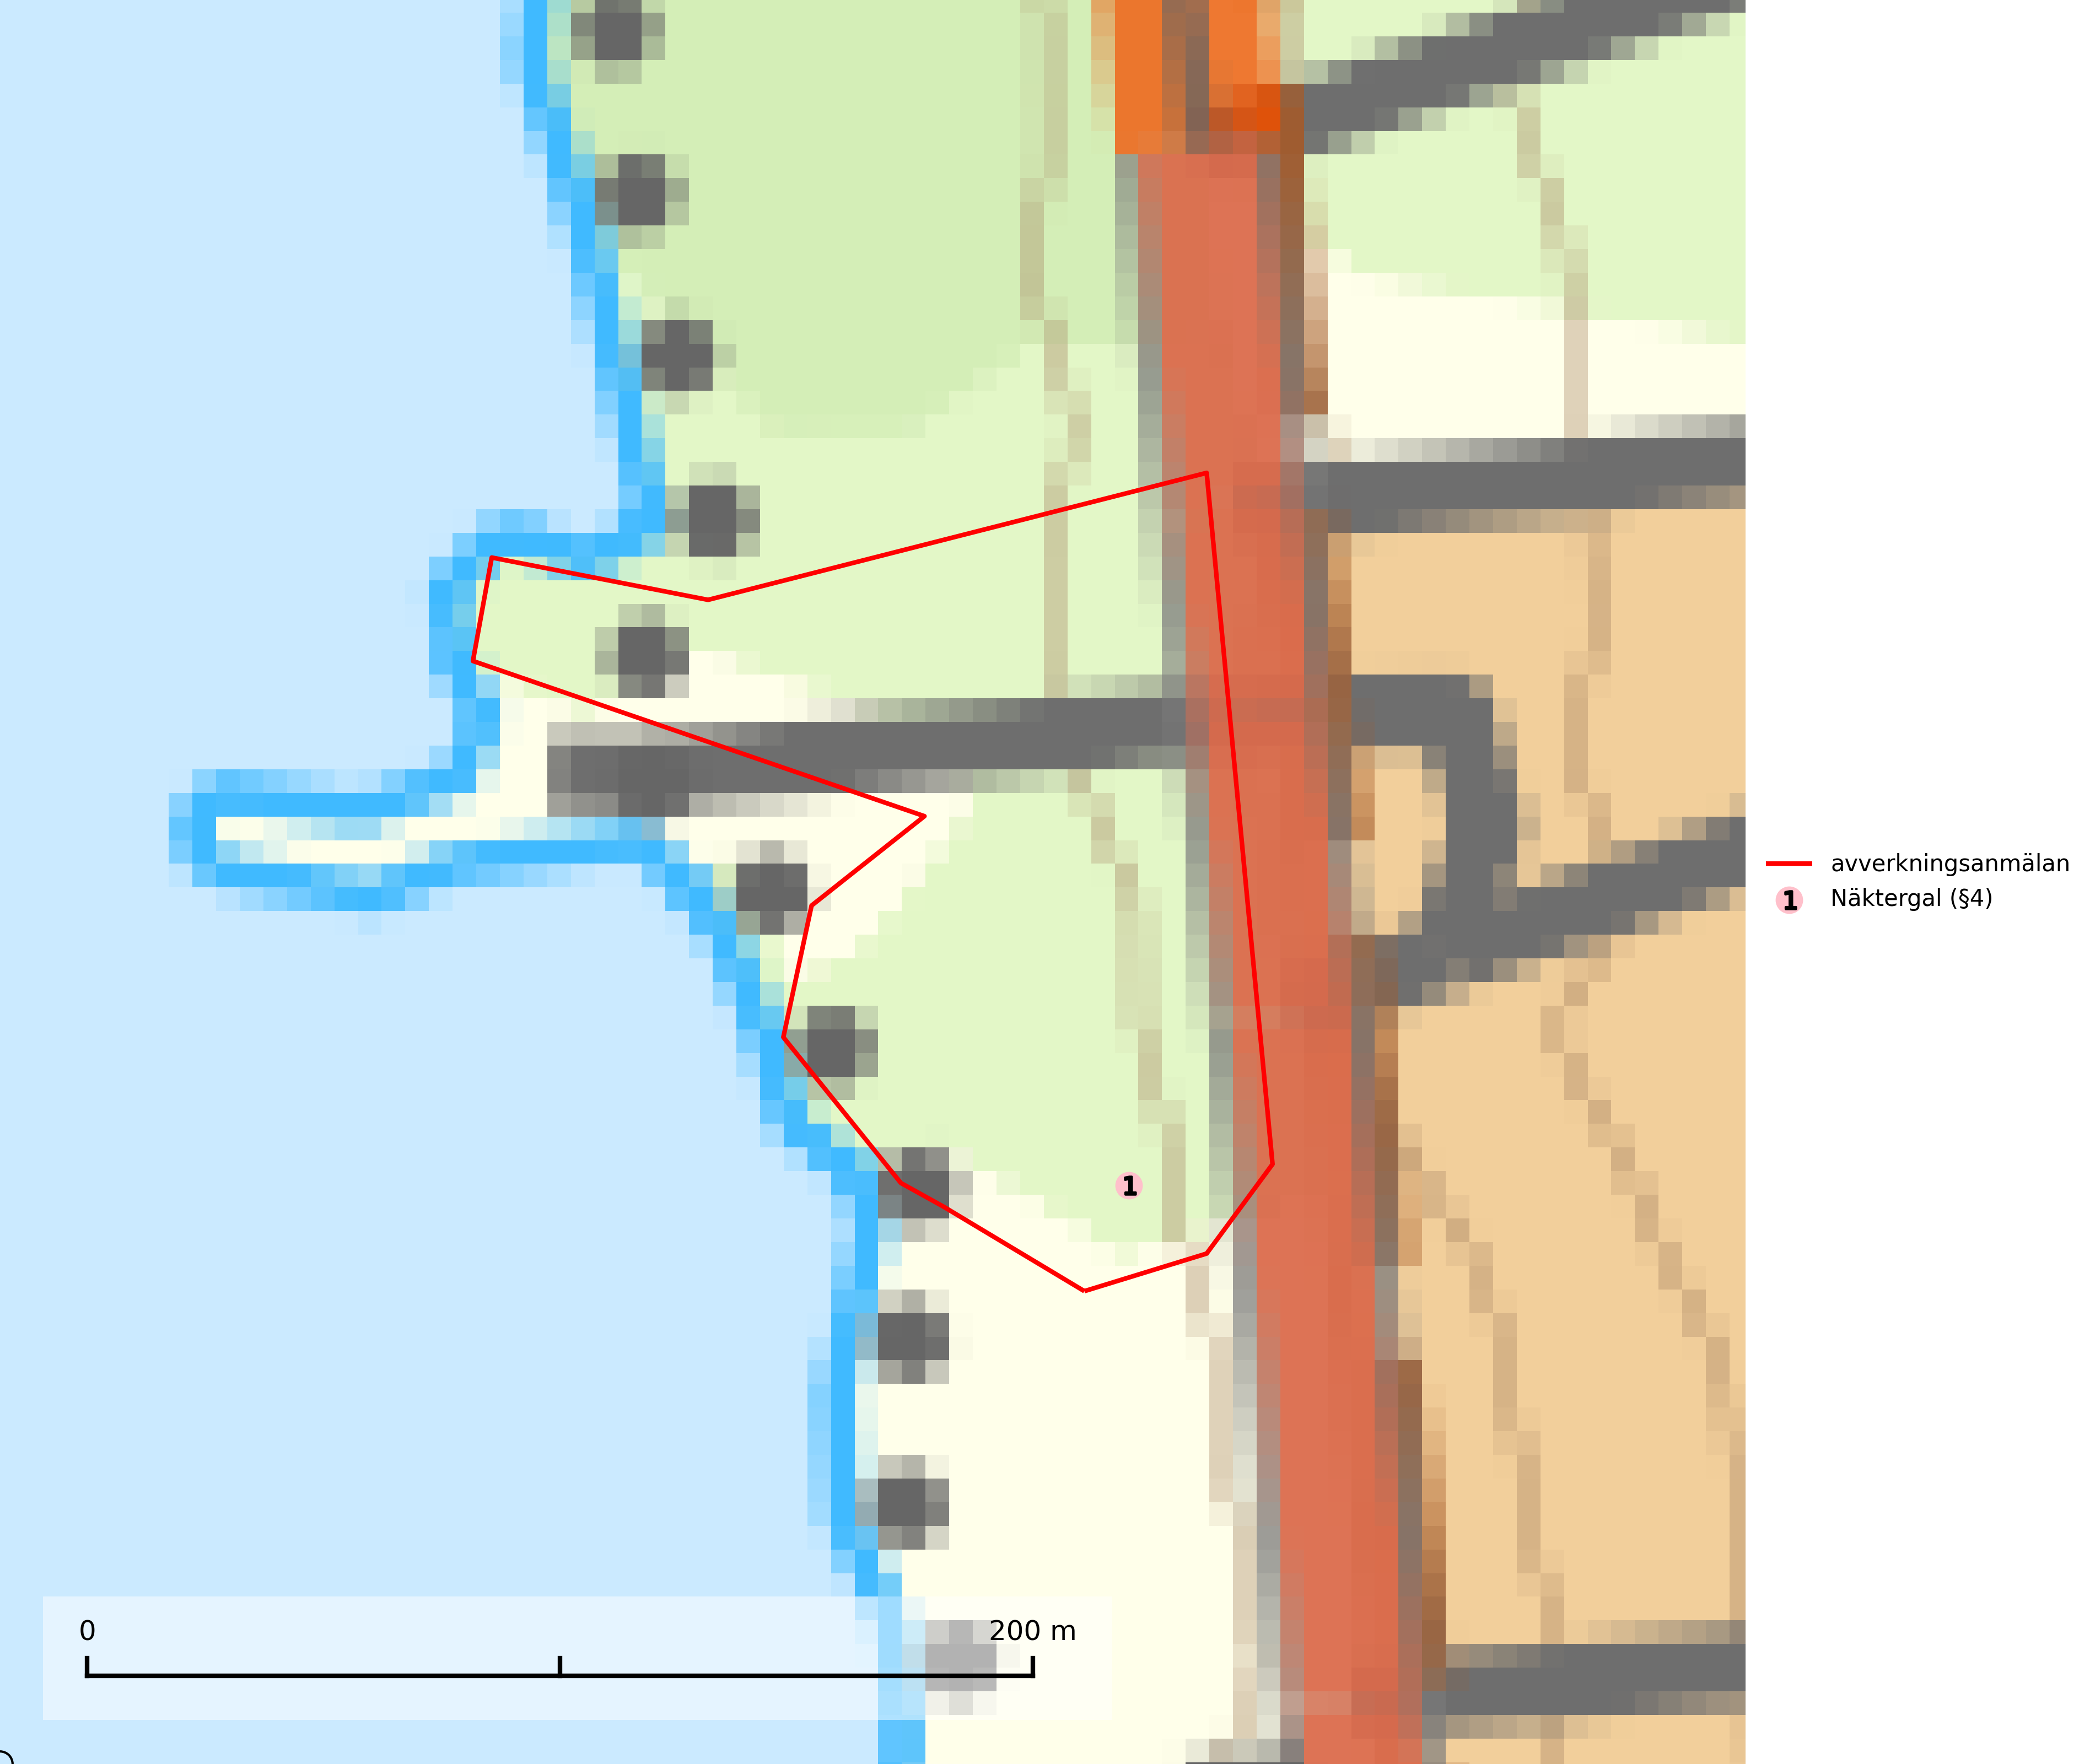 avverkningsanmälan
1 Näktergal (§4)
1
0 200 m